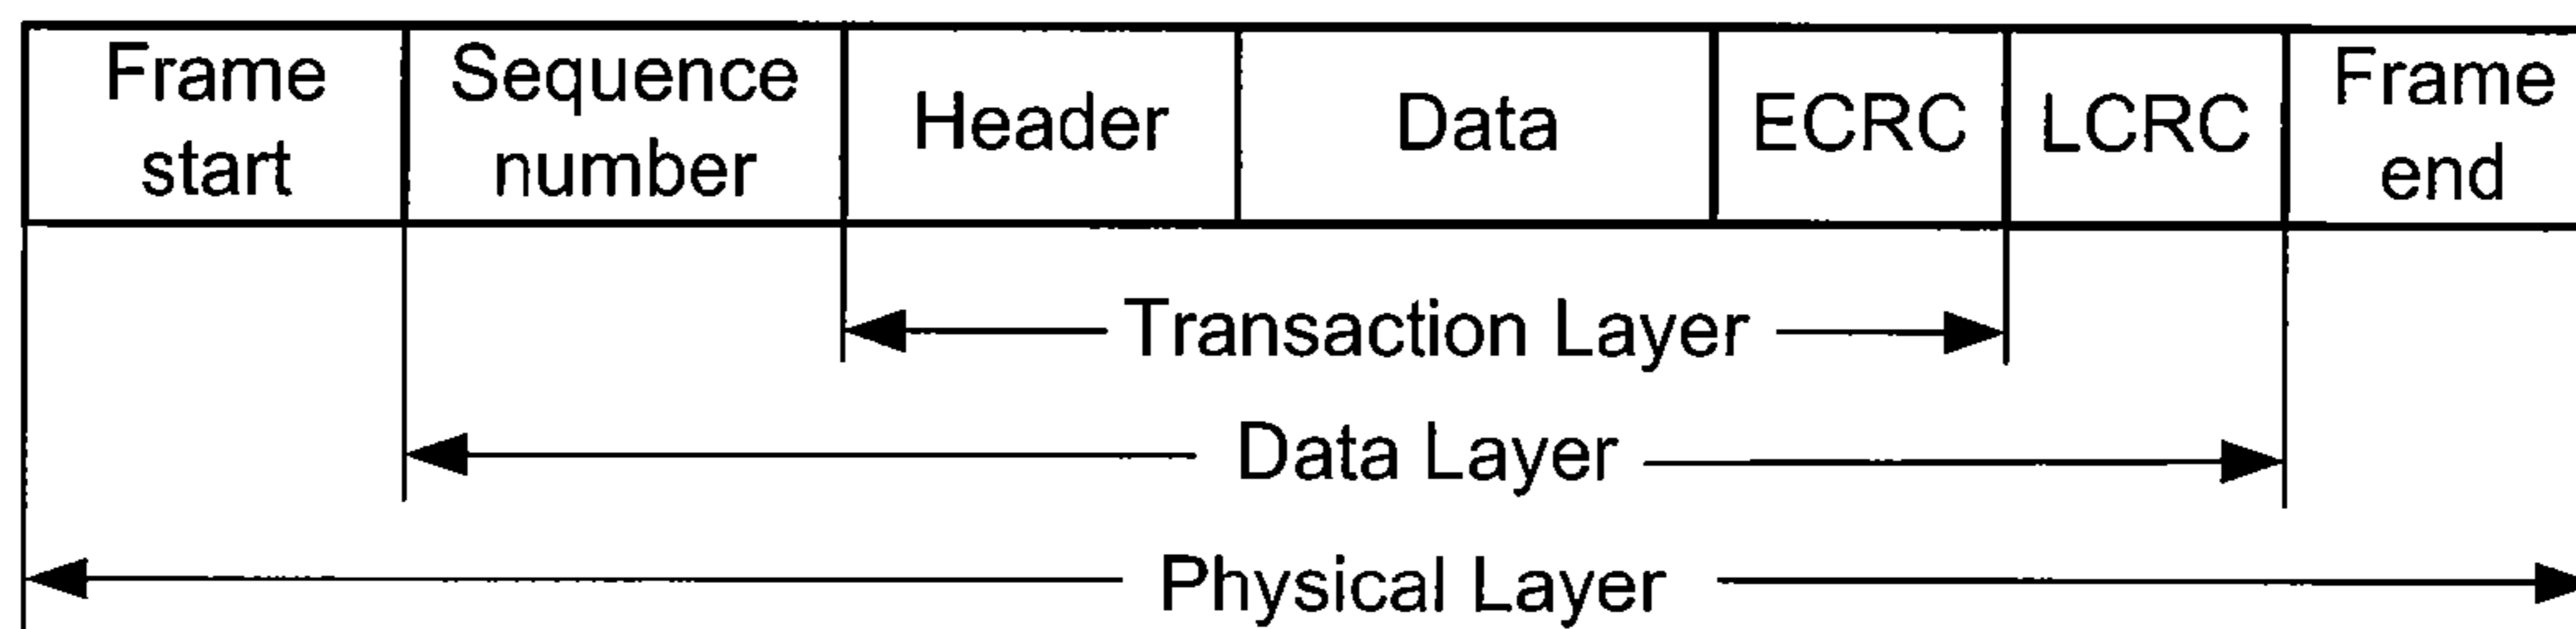 Frame
start
Sequence
number
Header
Data
ECRC
LCRC
Frame
end
Transaction Layer
Data Layer
Physical Layer